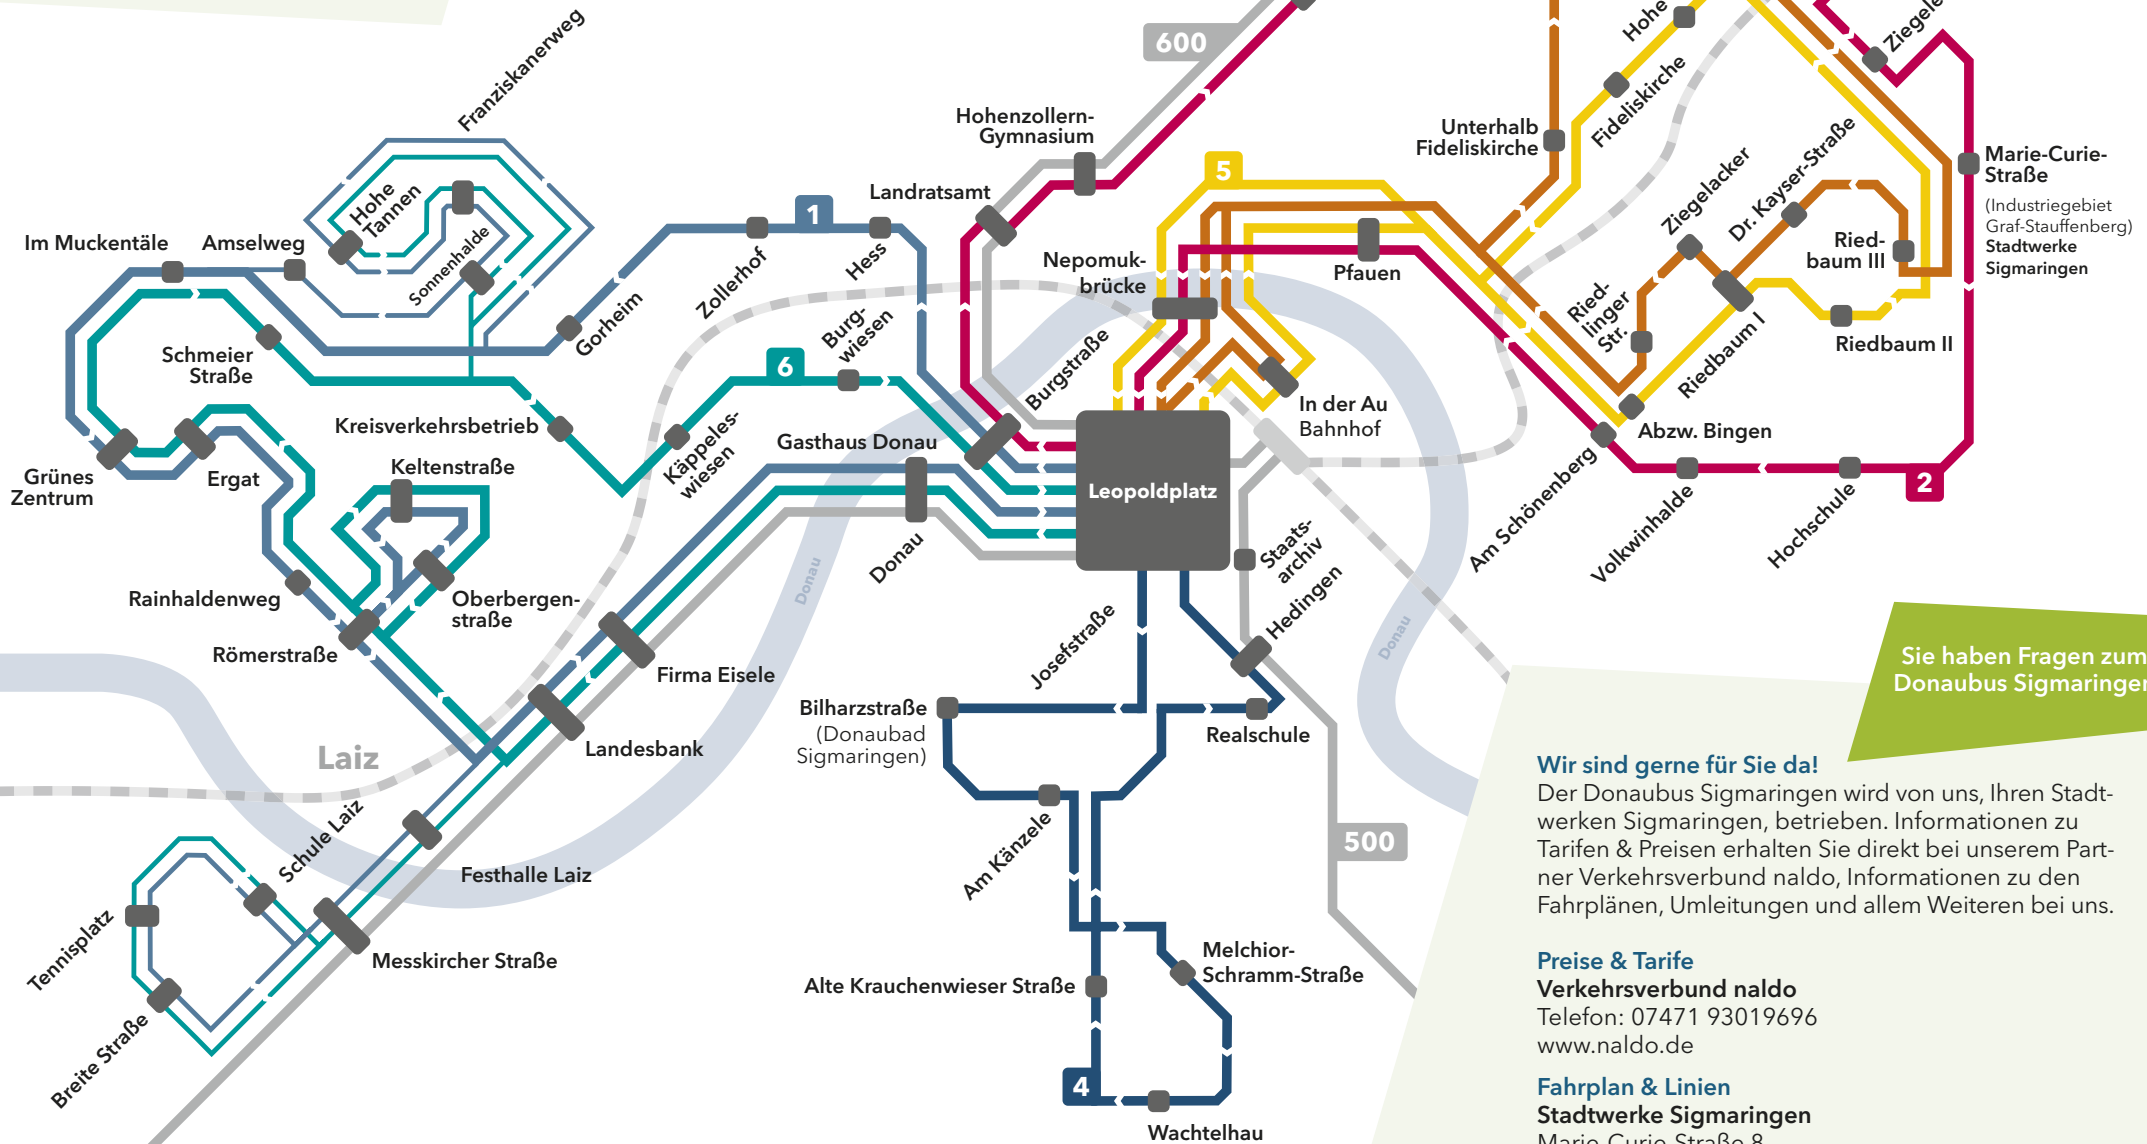 Franziskanerweg
600
Hohe
Ziegele
Fideliskirche
Hohenzollern-
Gymnasium
Unterhalb
Fideliskirche
Marie-Curie-
Straße
(Industriegebiet
Graf-Stauffenberg)
Stadtwerke
Sigmaringen
Hohe
Tannen
Landratsamt
5
Ziegelacker
Dr. Kayser-Straße
Im Muckentäle
Amselweg
Sonnenhalde
1
Zollerhof
Hess
Nepomuk-
brücke
Pfauen
Ried-
baum III
Gorheim
Ried-
linger
Str.
Riedbaum I
Riedbaum II
Schmeier
Straße
6
Burg-
wiesen
Burgstraße
In der Au
Bahnhof
Abzw. Bingen
Kreisverkehrsbetrieb
Käppeles-
wiesen
Gasthaus Donau
Grünes
Zentrum
Ergat
Keltenstraße
Leopoldplatz
Am Schönenberg
Volkwinhalde
Hochschule
2
Donau
Donau
Staats-
archiv
Hedingen
Rainhaldenweg
Oberbergen-
straße
Römerstraße
Josefstraße
Donau
Firma Eisele
Sie haben Fragen zum
Donaubus Sigmaringen
Bilharzstraße
(Donaubad
Sigmaringen)
Realschule
Landesbank
Laiz
Schule Laiz
Am Känzele
500
Festhalle Laiz
Tennisplatz
Messkircher Straße
Breite Straße
Melchior-
Schramm-Straße
Alte Krauchenwieser Straße
4
Wachtelhau
Wir sind gerne für Sie da!
Der Donaubus Sigmaringen wird von uns, Ihren Stadt-
werken Sigmaringen, betrieben. Informationen zu
Tarifen & Preisen erhalten Sie direkt bei unserem Part-
ner Verkehrsverbund naldo, Informationen zu den
Fahrplänen, Umleitungen und allem Weiteren bei uns.
Preise & Tarife
Verkehrsverbund naldo
Telefon: 07471 93019696
www.naldo.de
Fahrplan & Linien
Stadtwerke Sigmaringen
Marie-Curie-Straße 8